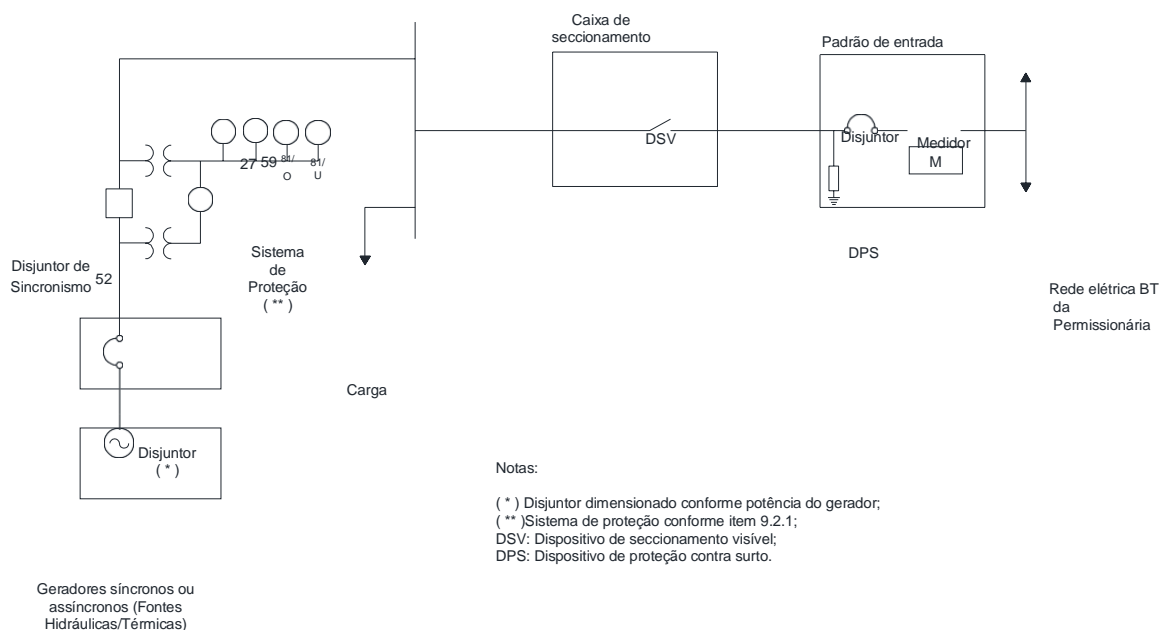 Caixa de
seccionamento
Padrão de entrada
DSV
Disjuntor
Medidor
M
27 59 81/
O
81/
U
DPS
Disjuntor de
Sincronismo
52
Sistema
de
Proteção
( ** )
Rede elétrica BT
da
Permissionária
Carga
Disjuntor
( * )
Notas:
( * ) Disjuntor dimensionado conforme potência do gerador;
( ** )Sistema de proteção conforme item 9.2.1;
DSV: Dispositivo de seccionamento visível;
DPS: Dispositivo de proteção contra surto.
Geradores síncronos ou
assíncronos (Fontes
Hidráulicas/Térmicas)